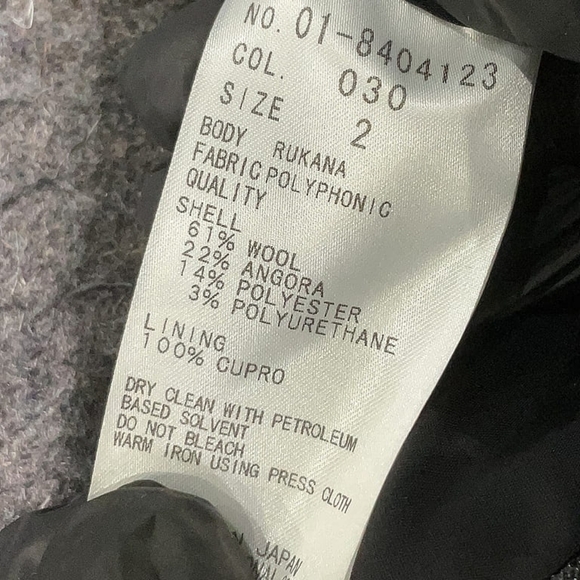 NO. 01-8404123
COL. 030
SIZE 2
BODY RUKANA
FABRIC POLYPHONIC
QUALITY
SHELL
61% WOOL
22% ANGORA
14% POLYESTER
3% POLYURETHANE
LINING
100% CUPRO
DRY CLEAN WITH PETROLEUM
BASED SOLVENT
DO NOT BLEACH
WARM IRON USING PRESS CLOTH
JAPAN